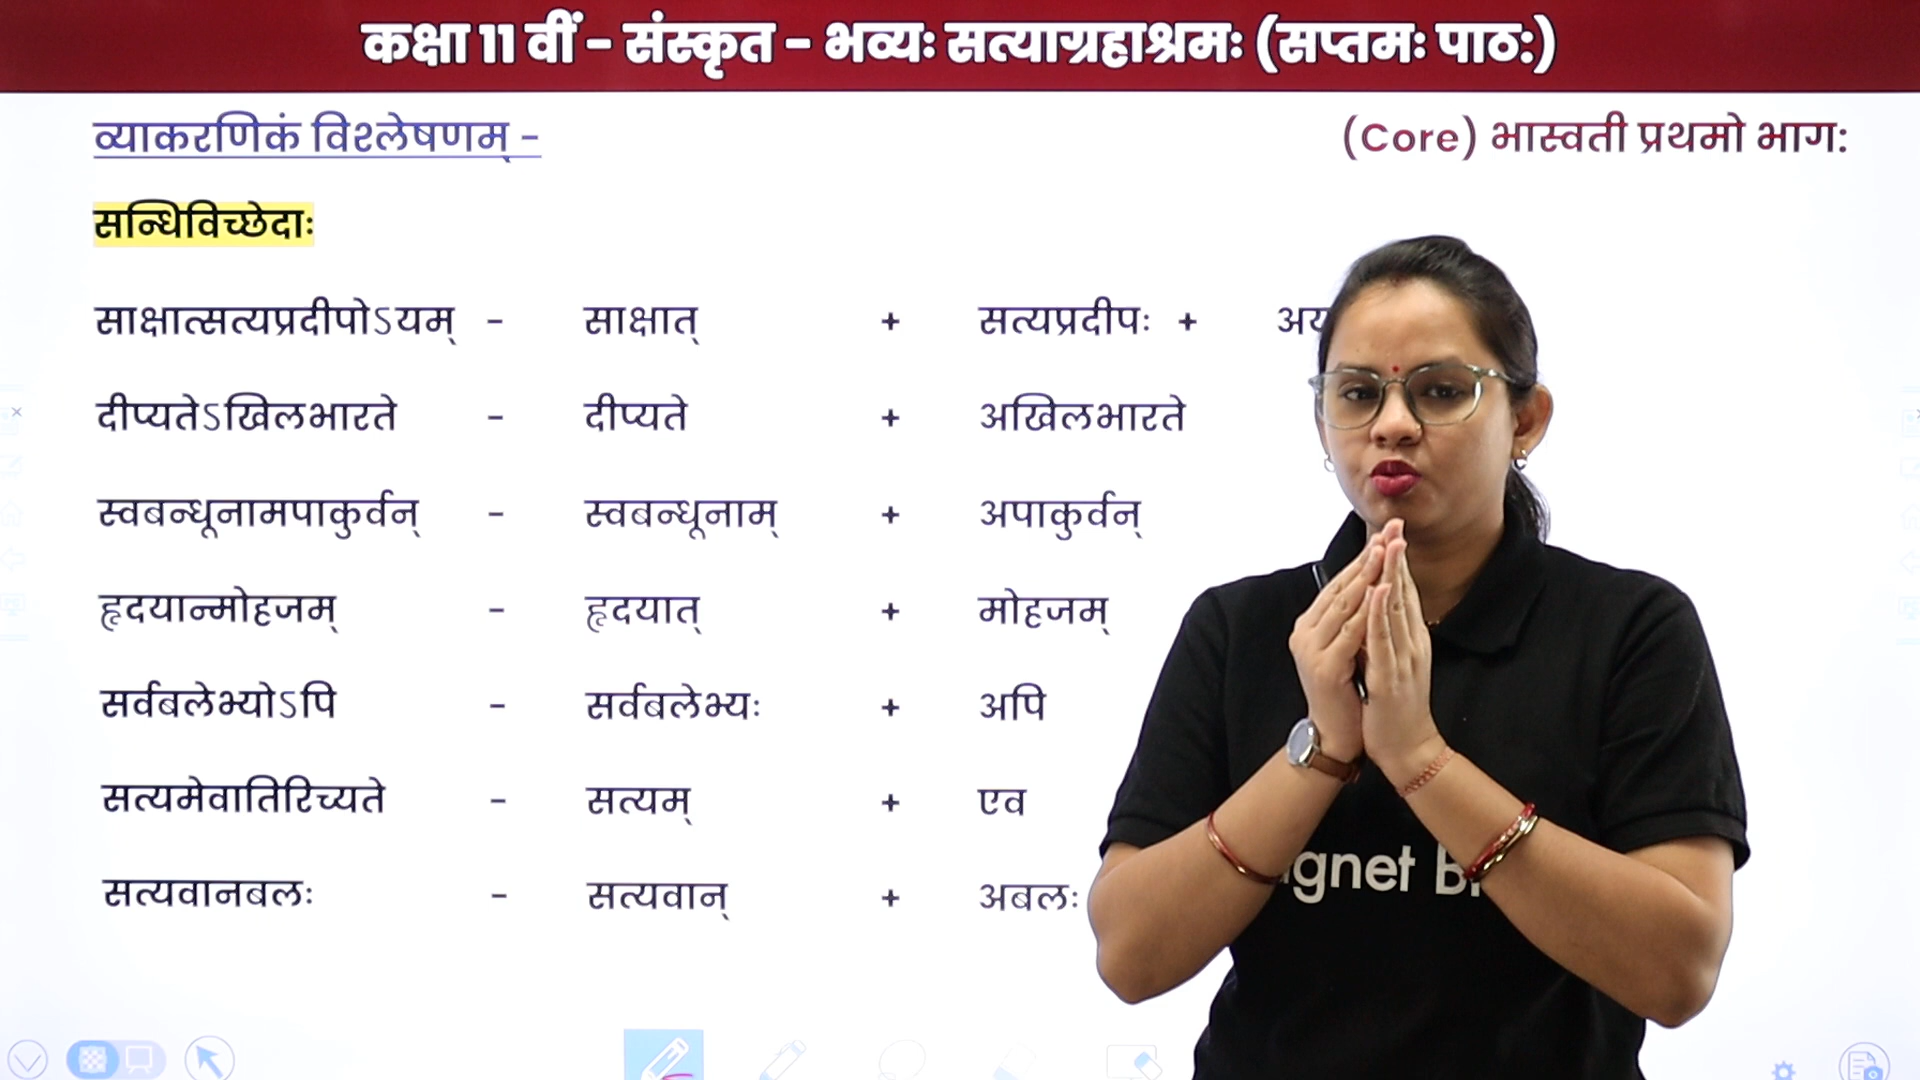 कक्षा 11 वीं - संस्कृत - भव्यः सत्याग्रहाश्रमः (सप्तमः पाठ:)
व्याकरणिकं विश्लेषणम् -
(Core) भास्वती प्रथमो भाग:
सन्धिविच्छेदाः
साक्षात्सत्यप्रदीपोऽयम् - साक्षात् + सत्यप्रदीपः +
दीप्यतेऽखिलभारते - दीप्यते + अखिलभारते
स्वबन्धूनामपाकुर्वन् - स्वबन्धूनाम् + अपाकुर्वन्
हृदयान्मोहजम् - हृदयात् + मोहजम्
सर्वबलेभ्योऽपि - सर्वबलेभ्यः + अपि
सत्यमेवातिरिच्यते - सत्यम् + एव
सत्यवानबलः - सत्यवान् + अबलः